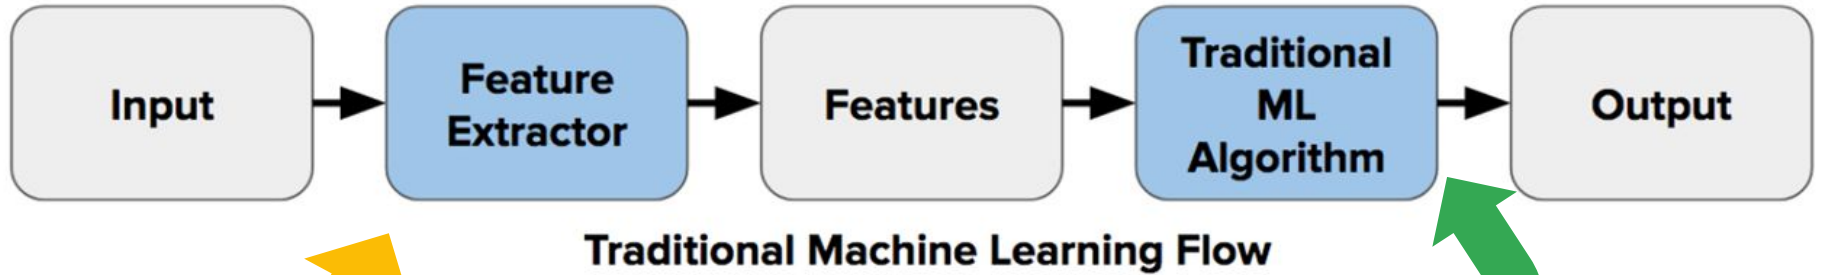 Input
Feature
Extractor
Features
Traditional
ML
Algorithm
Output
Traditional Machine Learning Flow